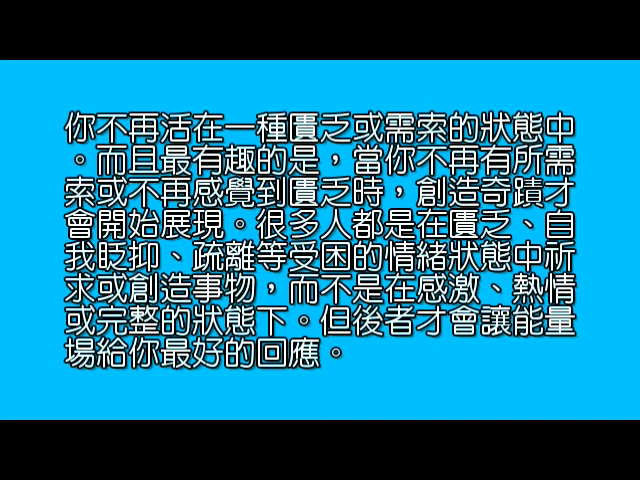 你不再活在一種匱乏或需索的狀態中
。而且最有趣的是，當你不再有所需
索或不再感覺到匱乏時，創造奇蹟才
會開始展現。很多人都是在匱乏、自
我貶抑、疏離等受困的情緒狀態中祈
求或創造事物，而不是在感激、熱情
或完整的狀態下。但後者才會讓能量
場給你最好的回應。